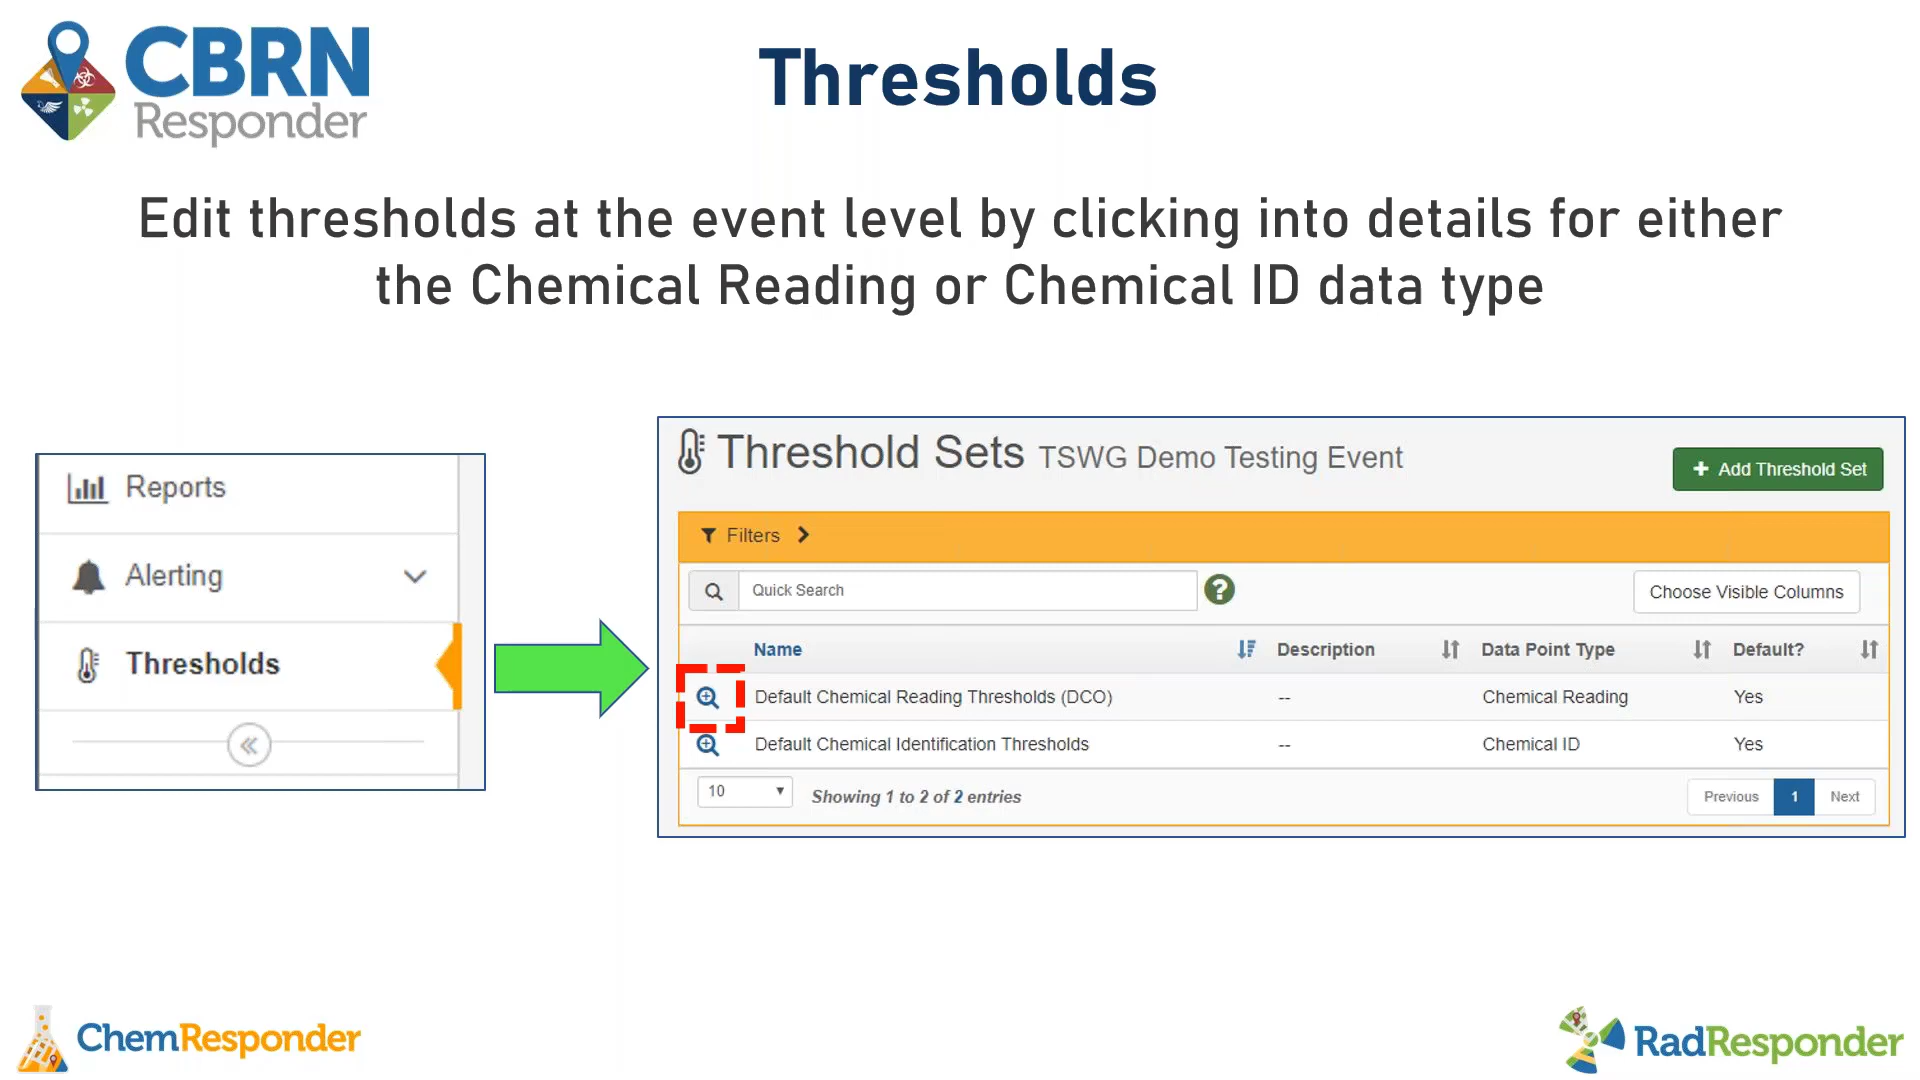 CBRN
Responder
Thresholds
Edit thresholds at the event level by clicking into details for either
the Chemical Reading or Chemical ID data type
Reports
Alerting
Thresholds
Threshold Sets TSWG Demo Testing Event
+ Add Threshold Set
Filters
Quick Search
?
Choose Visible Columns
Name Description Data Point Type Default?
Default Chemical Reading Thresholds (DCO) -- Chemical Reading Yes
Default Chemical Identification Thresholds -- Chemical ID Yes
10 Showing 1 to 2 of 2 entries Previous 1 Next
ChemResponder
RadResponder